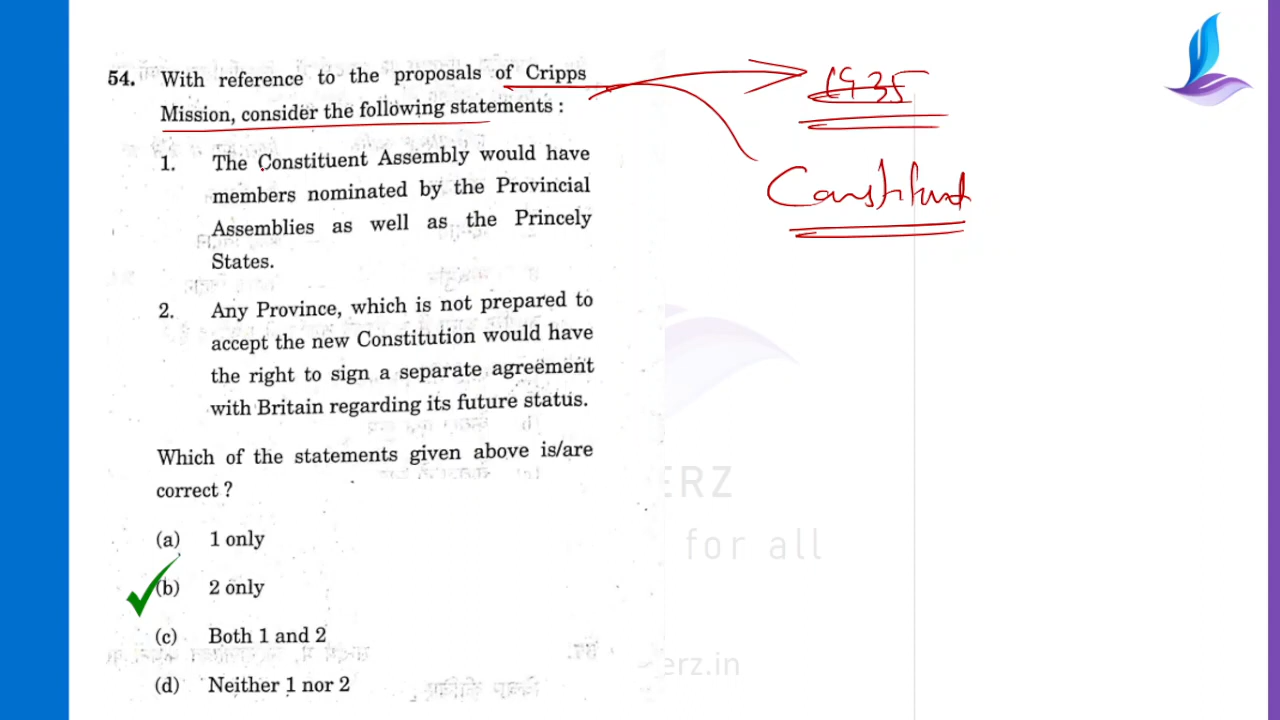 54. With reference to the proposals of Cripps
Mission, consider the following statements :
1. The Constituent Assembly would have
members nominated by the Provincial
Assemblies as well as the Princely
States.
2. Any Province, which is not prepared to
accept the new Constitution would have
the right to sign a separate agreement
with Britain regarding its future status.
Which of the statements given above is/are
correct ?
(a) 1 only
(b) 2 only
(c) Both 1 and 2
(d) Neither 1 nor 2
1935
ERZ
for all
erz.in